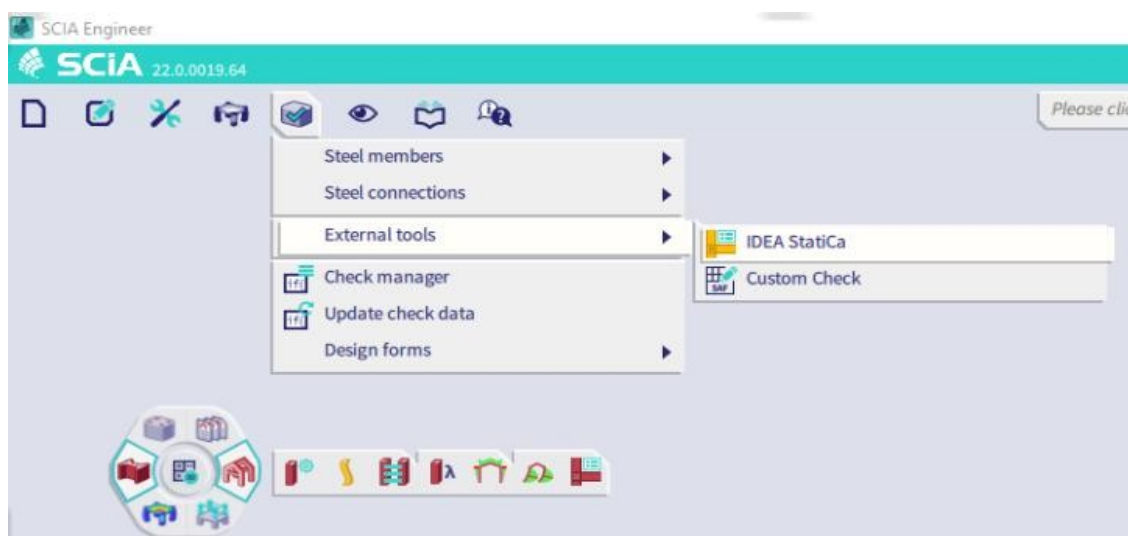 SCIA Engineer
SCiA 22.0.0019.64
Please clic
Steel members
Steel connections
External tools
IDEA StatiCa
Check manager
Custom Check
Update check data
Design forms
SAF
λ